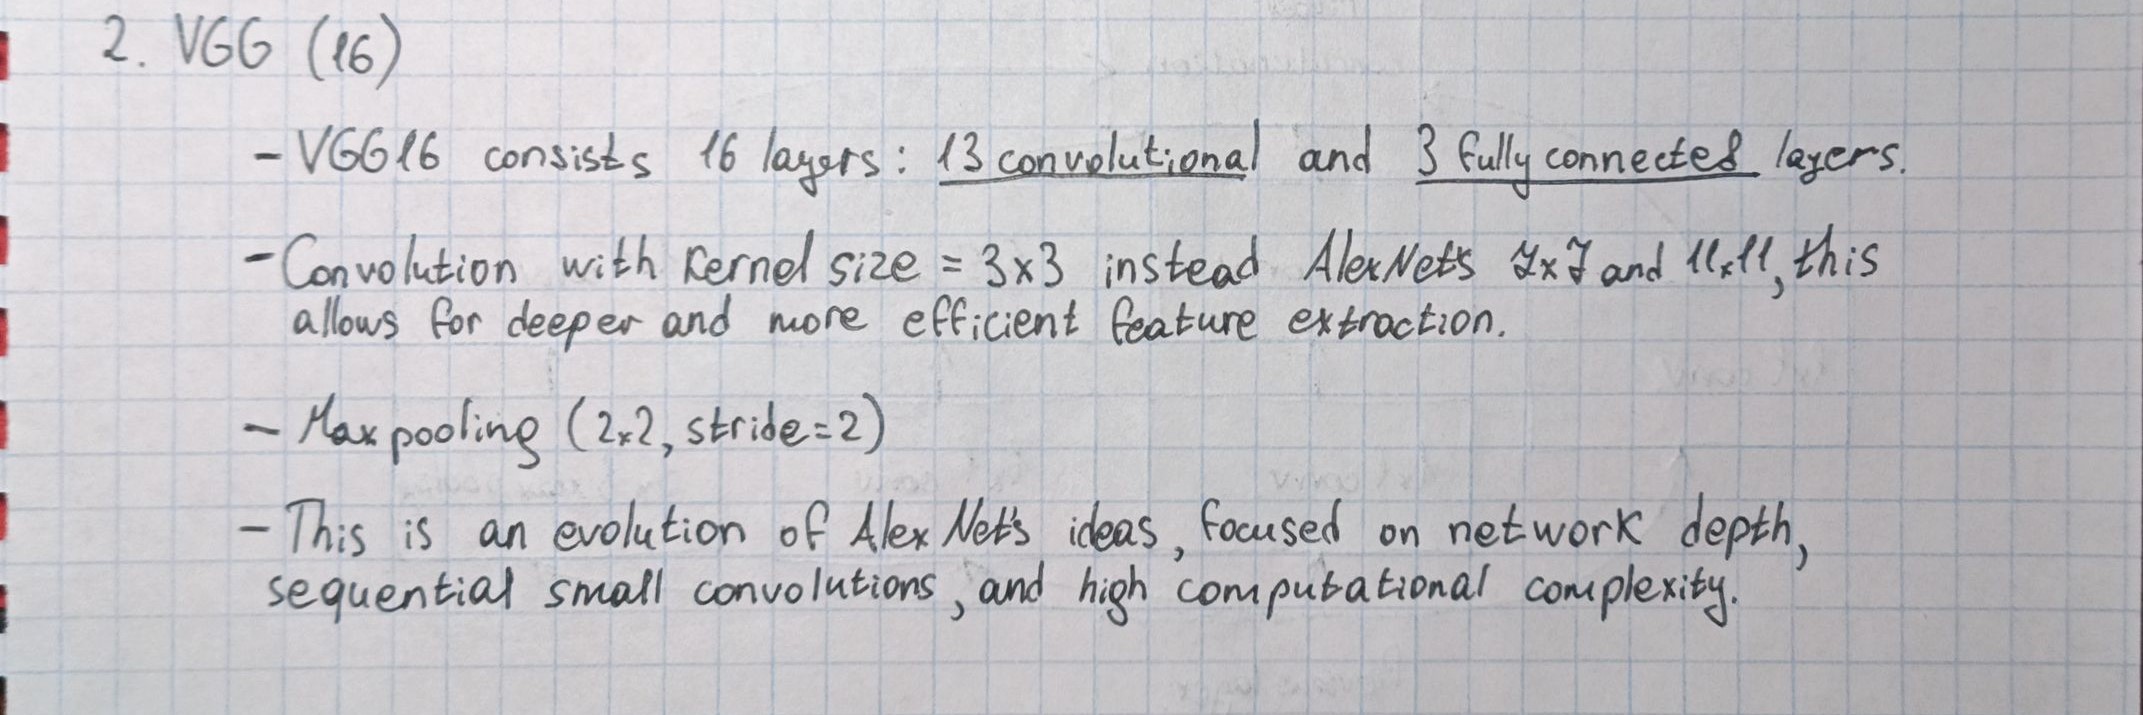 2. VGG (16)
- VGG16 consists 16 layers: 13 convolutional and 3 fully connected layers.
- Convolution with Kernel size = 3x3 instead AlexNet's 7x7 and 11x11, this
allows for deeper and more efficient feature extraction.
- Max pooling (2x2, stride=2)
- This is an evolution of AlexNet's ideas, focused on network depth,
sequential small convolutions, and high computational complexity.